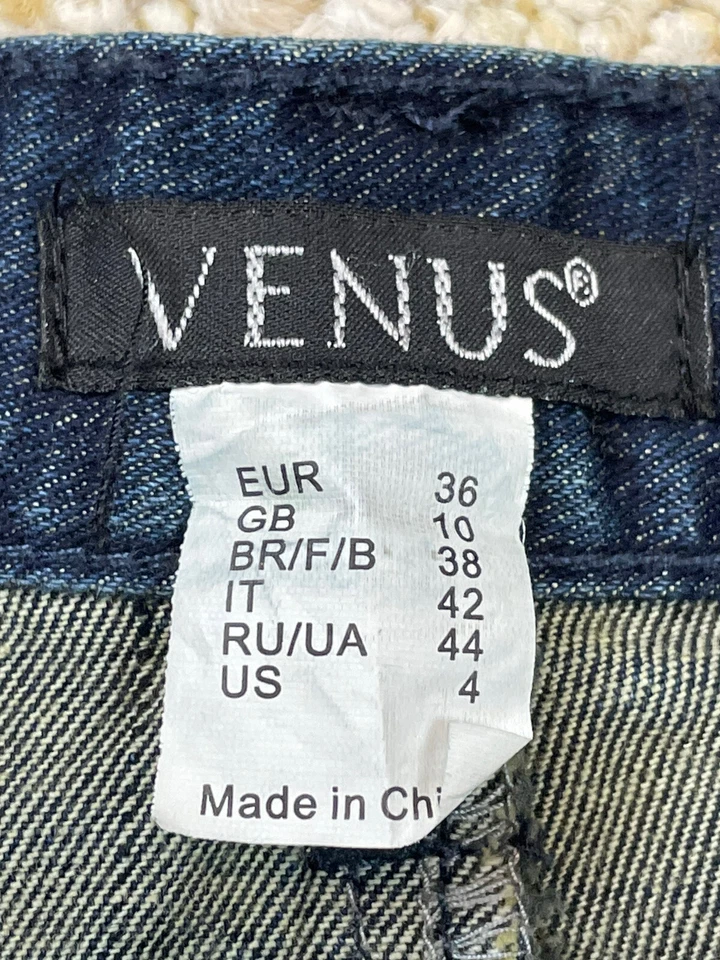 VENUS®
EUR 36
GB 10
BR/F/B 38
IT 42
RU/UA 44
US 4
Made in Chi